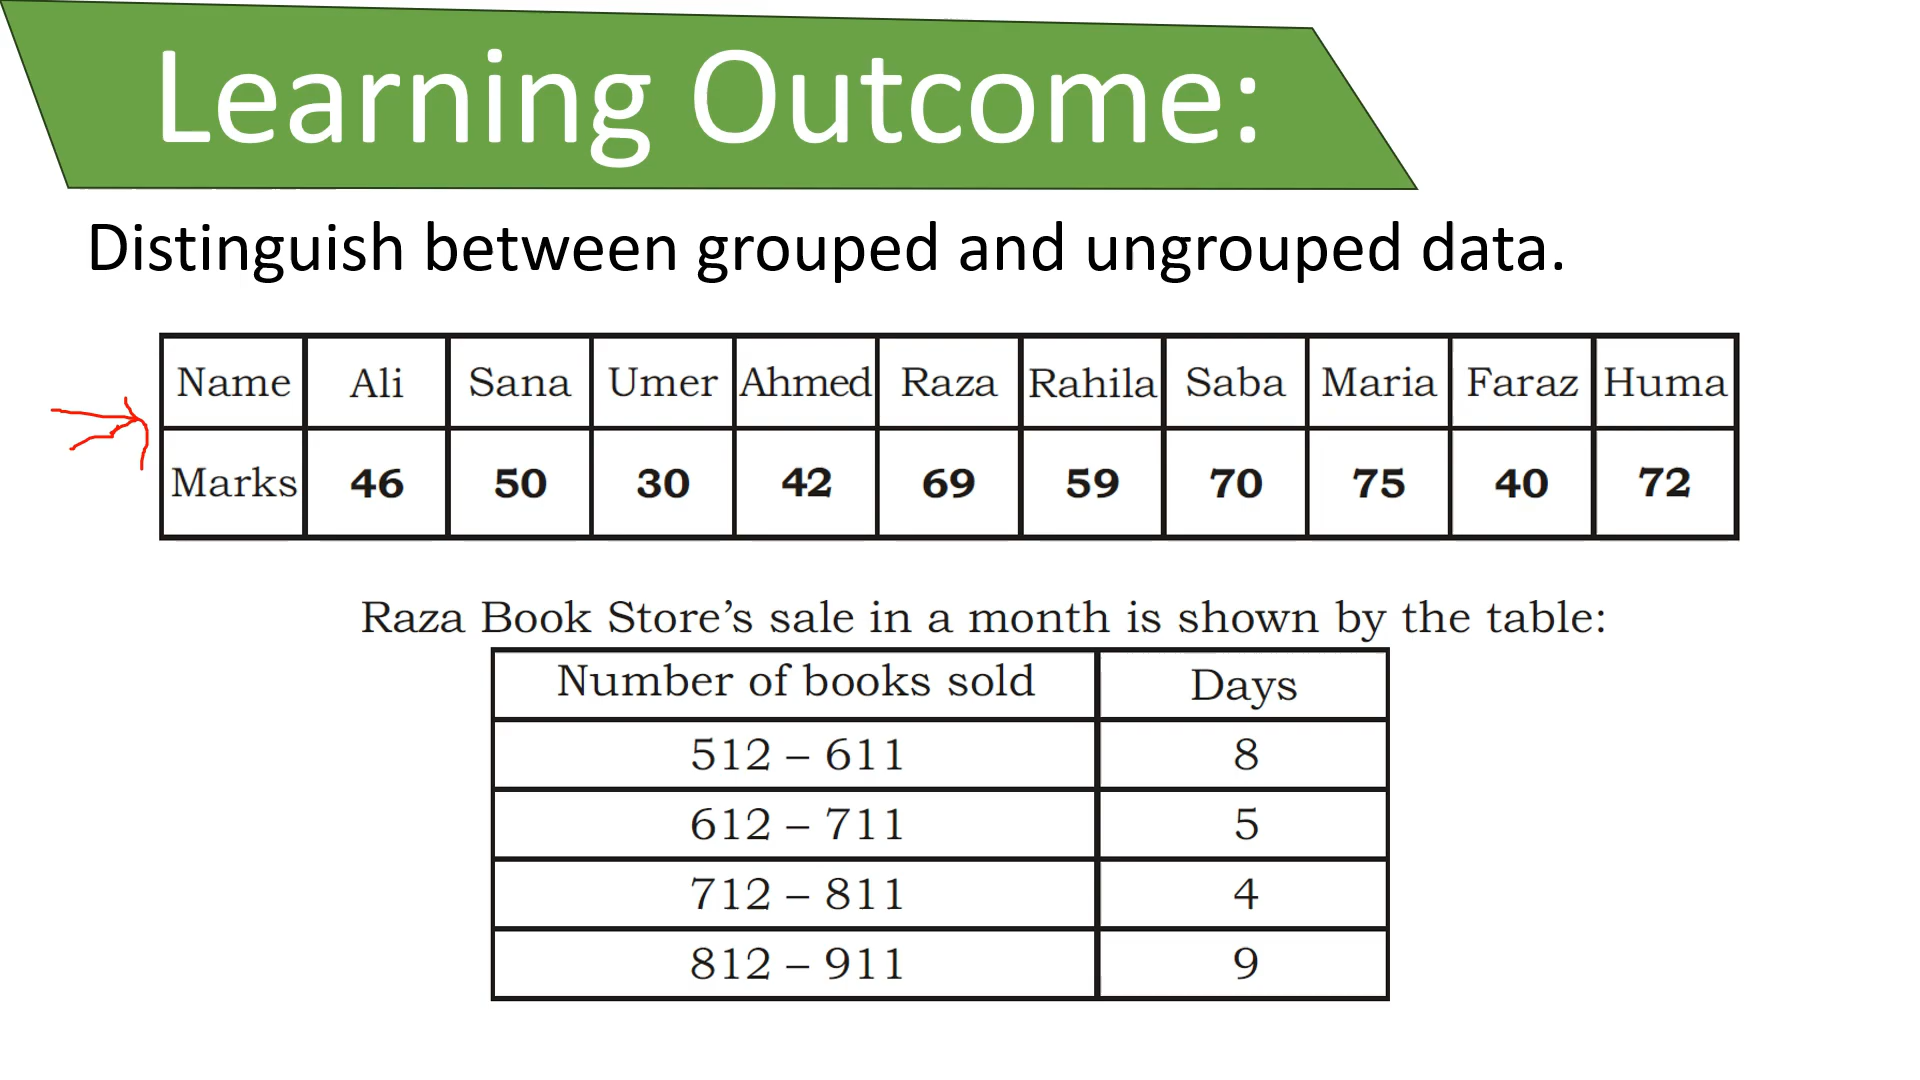 Learning Outcome:
Distinguish between grouped and ungrouped data.
Name Ali Sana Umer Ahmed Raza Rahila Saba Maria Faraz Huma
Marks 46 50 30 42 69 59 70 75 40 72
Raza Book Store’s sale in a month is shown by the table:
Number of books sold Days
512 – 611 8
612 – 711 5
712 – 811 4
812 – 911 9